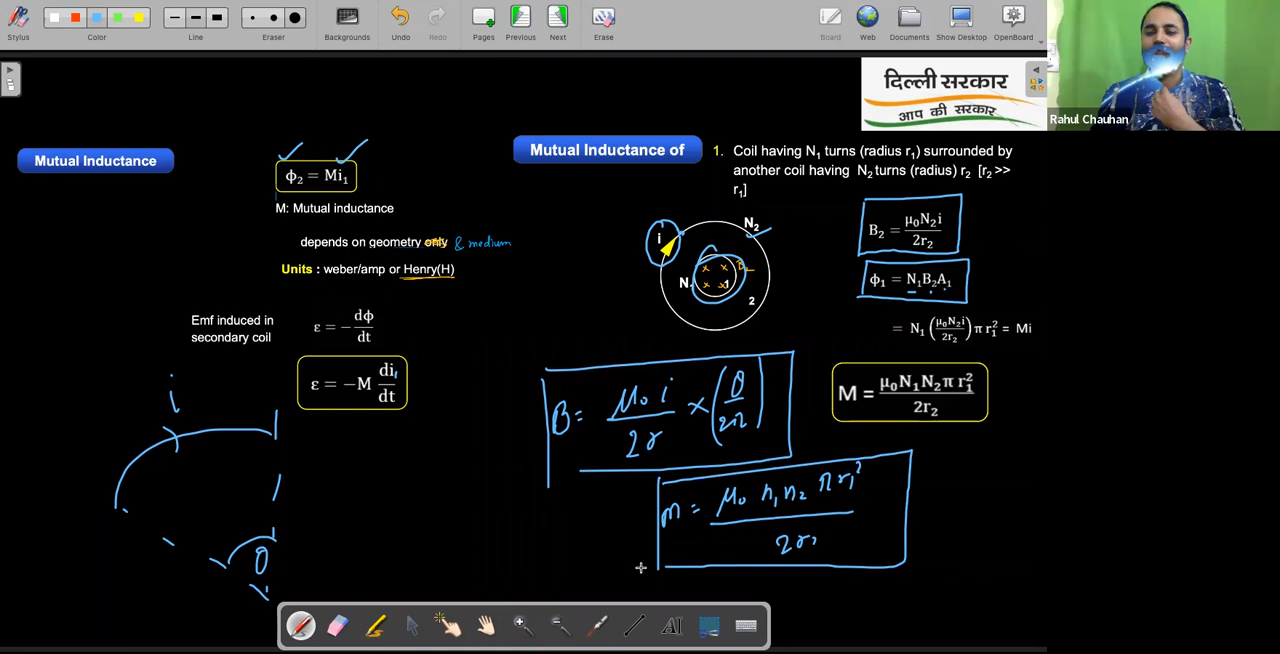 Stylus
Color
Line
Eraser
Backgrounds
Undo
Redo
Pages
Previous
Next
Erase
Board
Web
Documents
Show Desktop
OpenBoard
दिल्ली सरकार
आप की सरकार
Rahul Chauhan
Mutual Inductance
ϕ₂ = Mi₁
M: Mutual inductance
depends on geometry only & medium
Units : weber/amp or Henry(H)
Emf induced in
secondary coil
ε = −dϕ/dt
ε = −M di₁/dt
i
θ
Mutual Inductance of
1. Coil having N₁ turns (radius r₁) surrounded by
another coil having N₂ turns (radius) r₂ [r₂ >>
r₁]
N₂
i
N₁
1
2
B₂ = μ₀N₂i/2r₂
ϕ₁ = N₁B₂A₁
= N₁ (μ₀N₂i/2r₂) π r₁² = Mi
M = μ₀N₁N₂π r₁²/2r₂
B = μ₀ i/2r × (θ/2π)
m = μ₀ n₁n₂ π r₁²/2r₂
AI